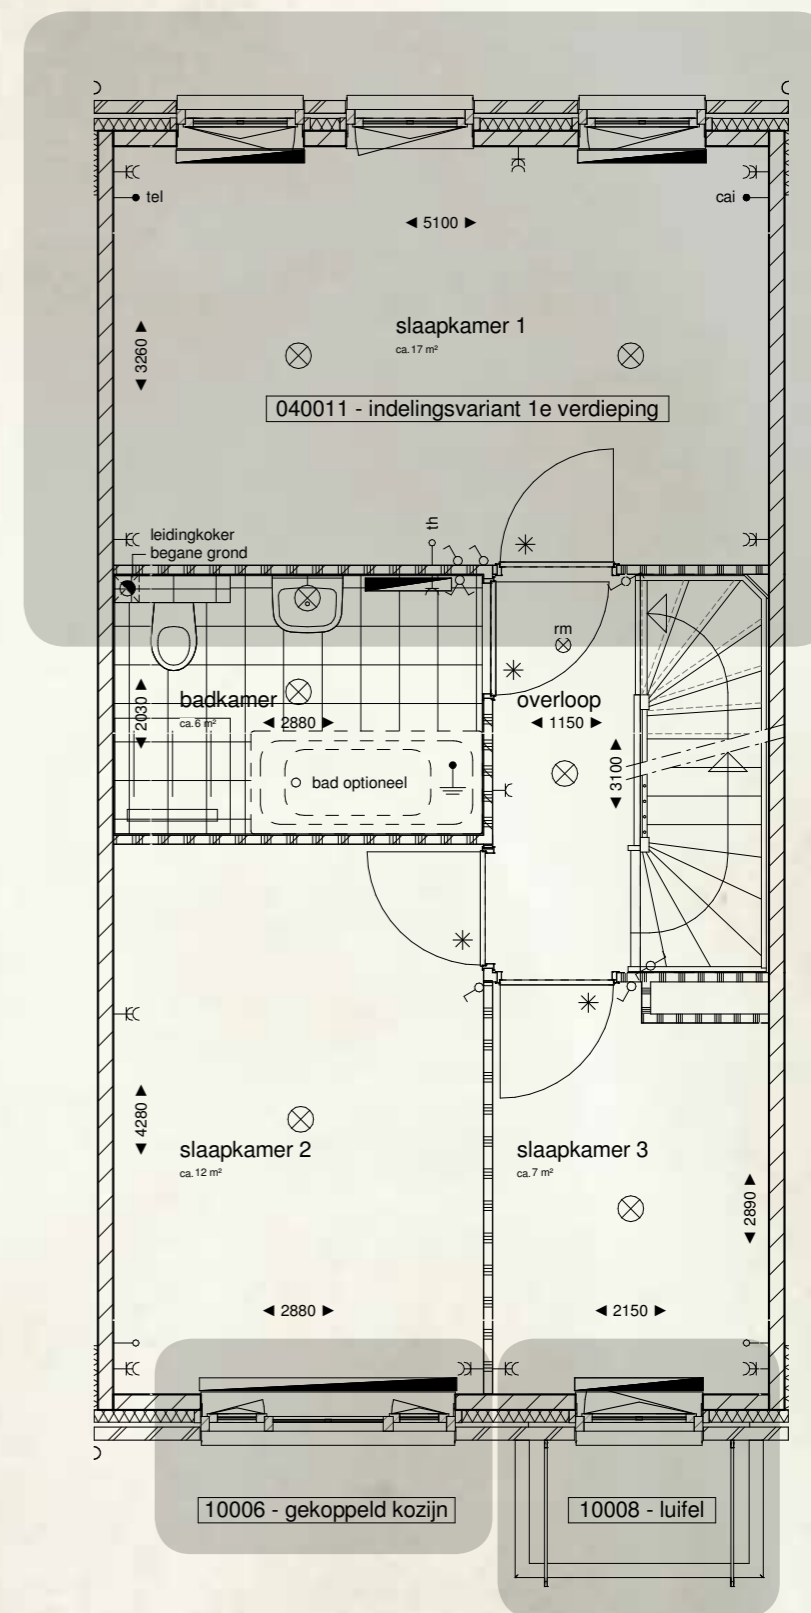 tel
cai
◄ 5100 ►
slaapkamer 1
ca. 17 m²
◄ 3260 ►
040011 - indelingsvariant 1e verdieping
leidingkoker
begane grond
th
rm
badkamer
ca. 6 m²
◄ 2880 ►
◄ 2030 ►
overloop
◄ 1150 ►
◄ 3100 ►
bad optioneel
◄ 4280 ►
slaapkamer 2
ca. 12 m²
slaapkamer 3
ca. 7 m²
◄ 2890 ►
◄ 2880 ►
◄ 2150 ►
10006 - gekoppeld kozijn
10008 - luifel